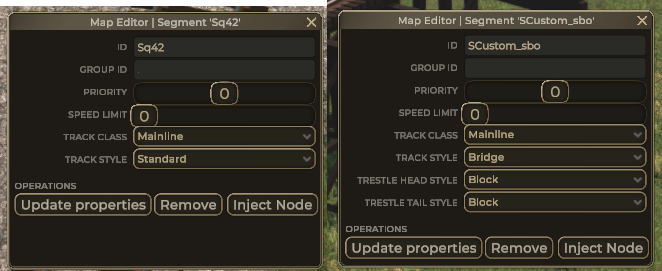 Map Editor | Segment 'Sq42'
ID Sq42
GROUP ID
PRIORITY 0
SPEED LIMIT 0
TRACK CLASS Mainline
TRACK STYLE Standard
OPERATIONS
Update properties Remove Inject Node
Map Editor | Segment 'SCustom_sbo'
ID SCustom_sbo
GROUP ID
PRIORITY 0
SPEED LIMIT 0
TRACK CLASS Mainline
TRACK STYLE Bridge
TRESTLE HEAD STYLE Block
TRESTLE TAIL STYLE Block
OPERATIONS
Update properties Remove Inject Node